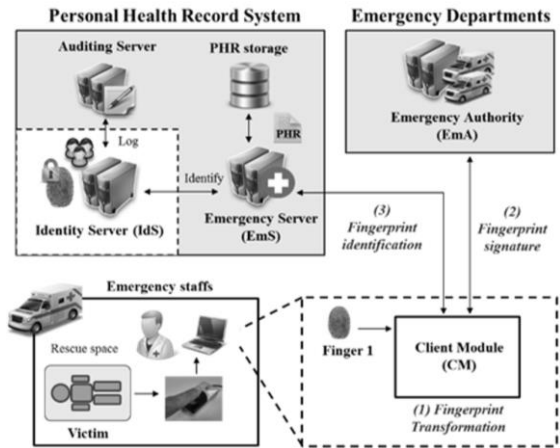 Personal Health Record System
Emergency Departments
Auditing Server
PHR storage
PHR
Log
Identify
Identity Server (IdS)
Emergency Server
(EmS)
Emergency Authority
(EmA)
(3)
Fingerprint
identification
(2)
Fingerprint
signature
Emergency staffs
Rescue space
Victim
Finger 1
Client Module
(CM)
(1) Fingerprint
Transformation